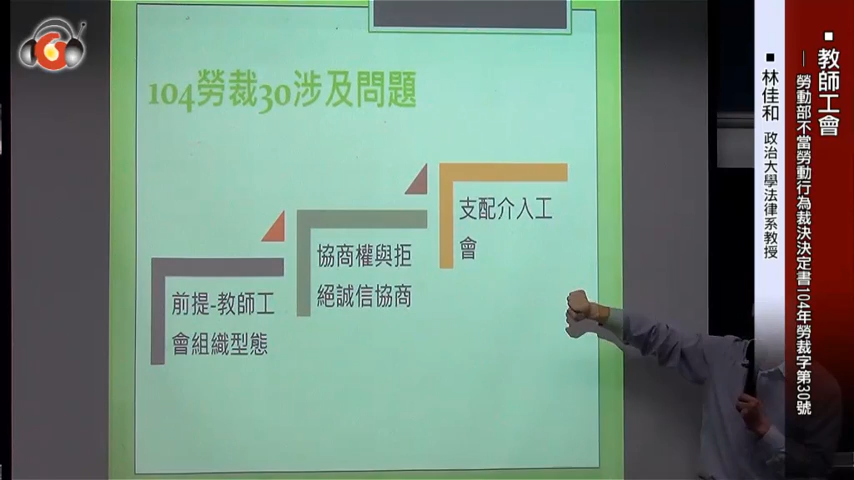 104勞裁30涉及問題
前提-教師工
會組織型態
協商權與拒
絕誠信協商
支配介入工
會
■教師工會
─ 勞動部不當勞動行為裁決決定書104年勞裁字第30號
■林佳和 政治大學法律系教授